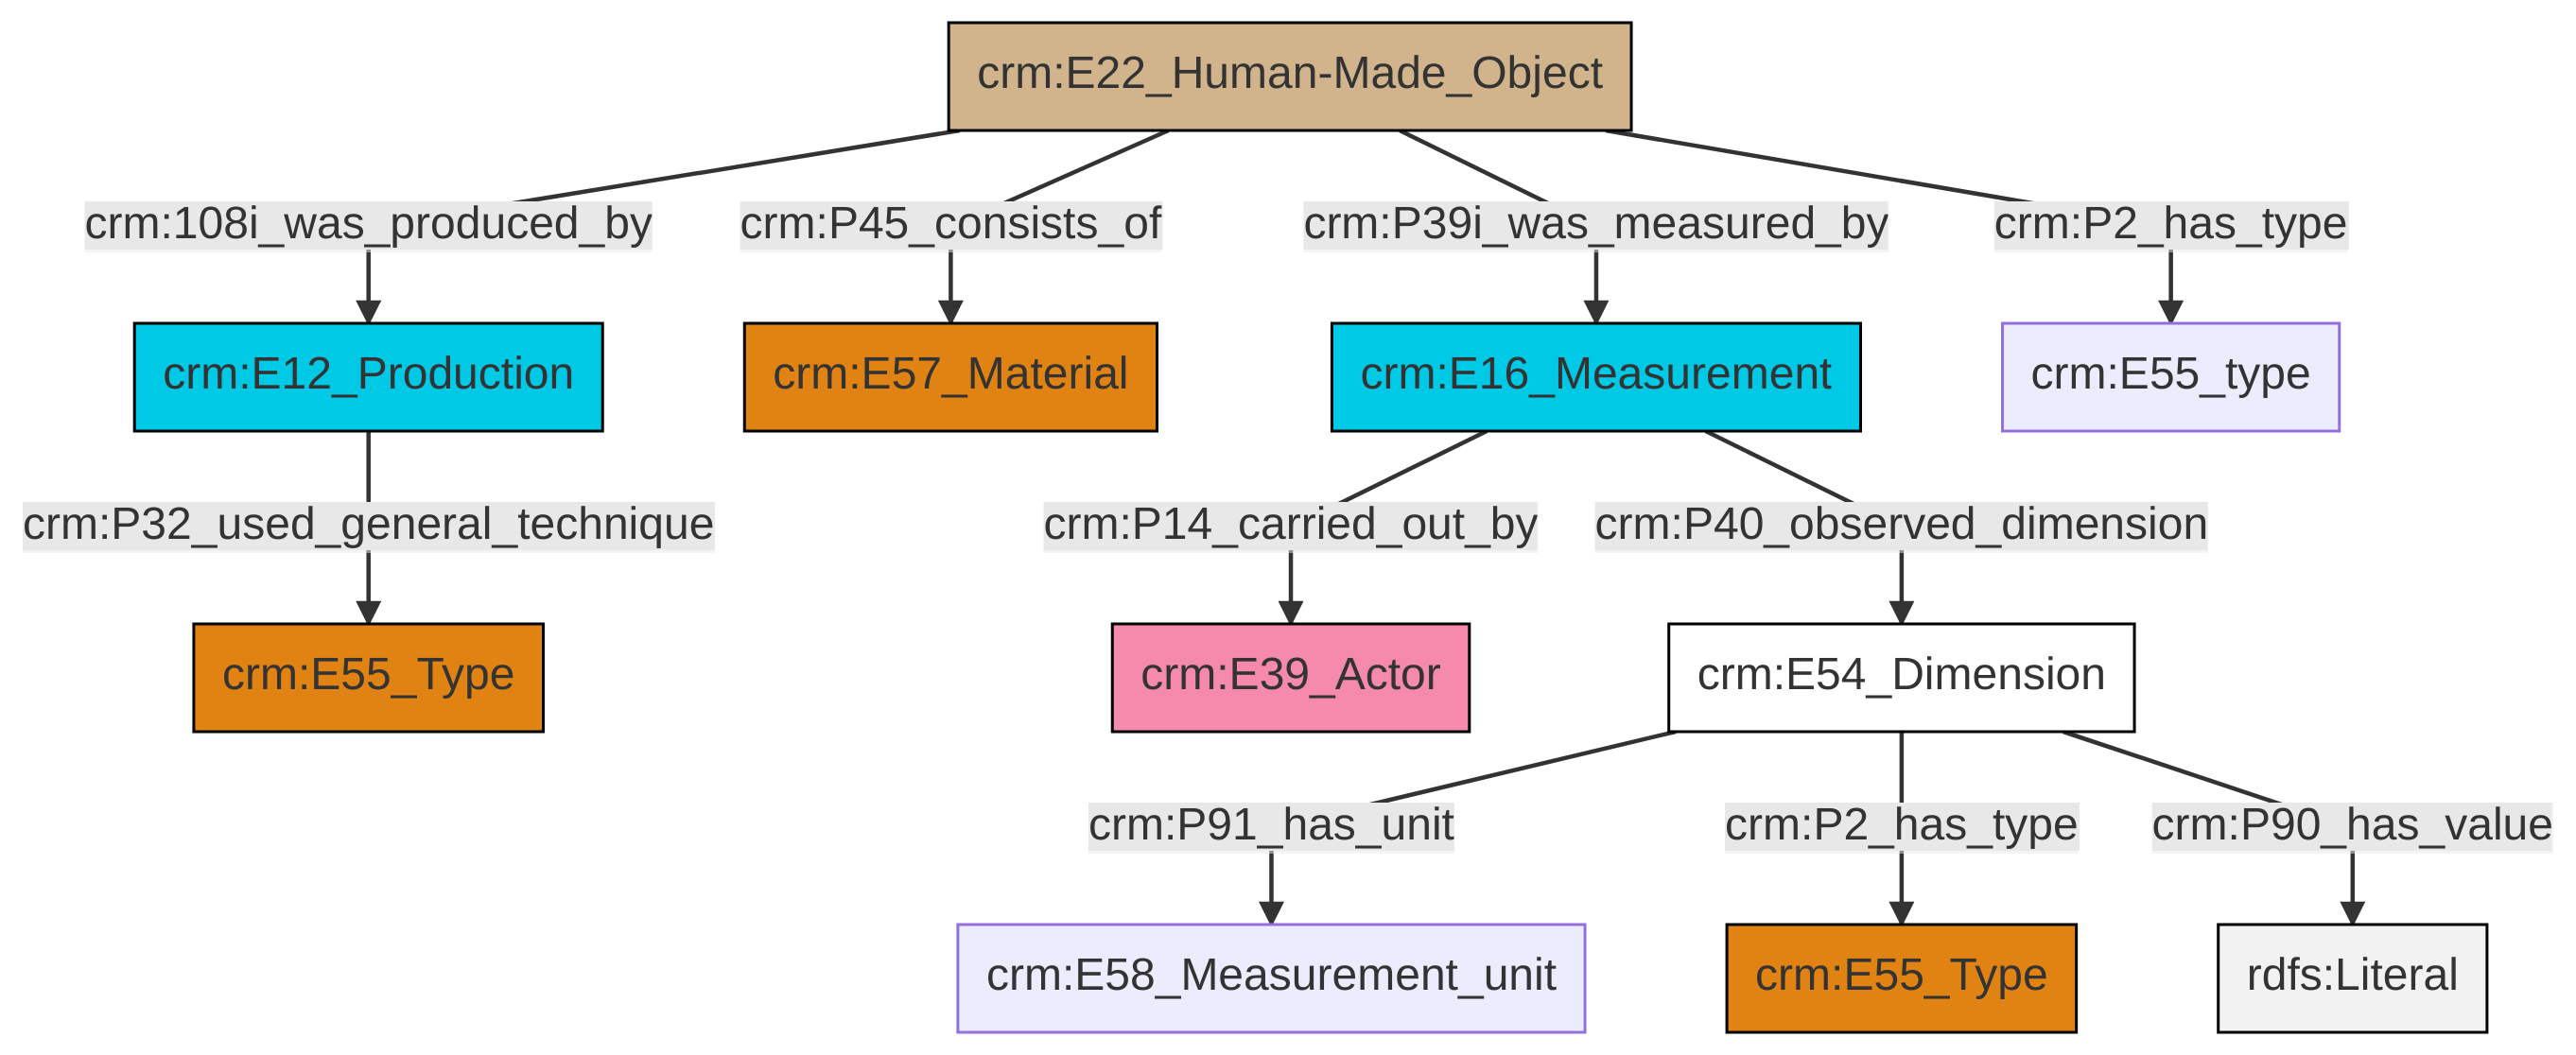 crm:E22_Human-Made_Object
crm:108i_was_produced_by
crm:P45_consists_of
crm:P39i_was_measured_by
crm:P2_has_type
crm:E12_Production
crm:E57_Material
crm:E16_Measurement
crm:E55_type
crm:P32_used_general_technique
crm:P14_carried_out_by
crm:P40_observed_dimension
crm:E55_Type
crm:E39_Actor
crm:E54_Dimension
crm:P91_has_unit
crm:P2_has_type
crm:P90_has_value
crm:E58_Measurement_unit
crm:E55_Type
rdfs:Literal